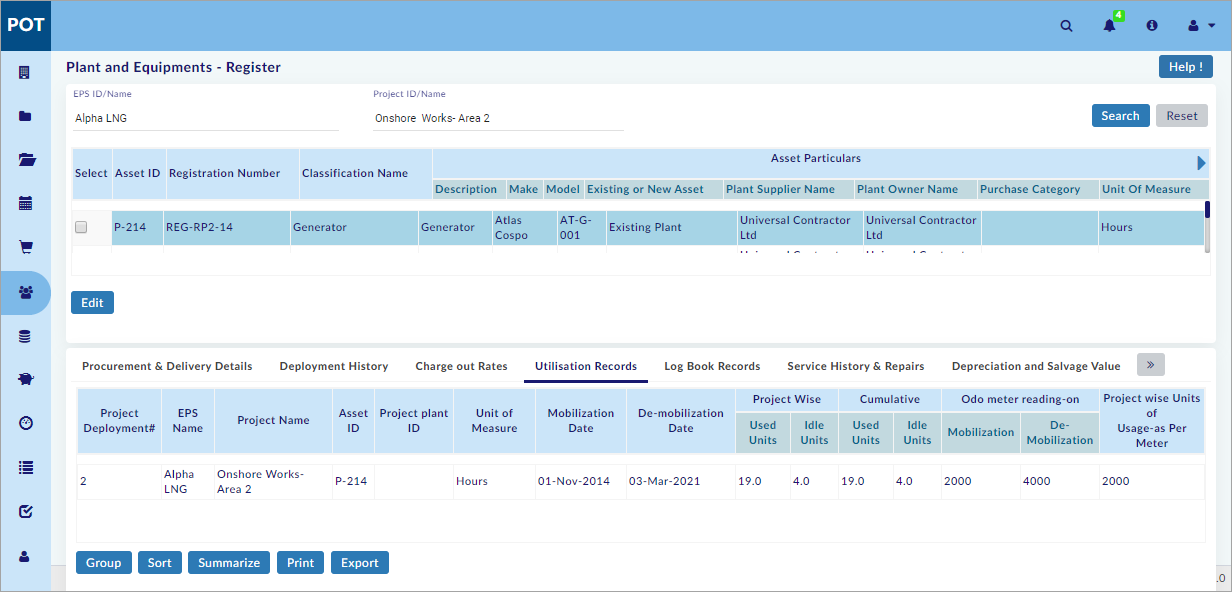 POT
4
Plant and Equipments - Register
Help !
EPS ID/Name
Project ID/Name
Alpha LNG
Onshore Works- Area 2
Search
Reset
Select
Asset ID
Registration Number
Classification Name
Asset Particulars
Description
Make
Model
Existing or New Asset
Plant Supplier Name
Plant Owner Name
Purchase Category
Unit Of Measure
P-214
REG-RP2-14
Generator
Generator
Atlas
Cospo
AT-G-
001
Existing Plant
Universal Contractor
Ltd
Universal Contractor
Ltd
Hours
Edit
Procurement & Delivery Details
Deployment History
Charge out Rates
Utilisation Records
Log Book Records
Service History & Repairs
Depreciation and Salvage Value
»
Project
Deployment#
EPS
Name
Project Name
Asset
ID
Project plant
ID
Unit of
Measure
Mobilization
Date
De-mobilization
Date
Project Wise
Used
Units
Idle
Units
Cumulative
Used
Units
Idle
Units
Odo meter reading-on
Mobilization
De-
Mobilization
Project wise Units
of
Usage-as Per
Meter
2
Alpha
LNG
Onshore Works-
Area 2
P-214
Hours
01-Nov-2014
03-Mar-2021
19.0
4.0
19.0
4.0
2000
4000
2000
Group
Sort
Summarize
Print
Export
.0